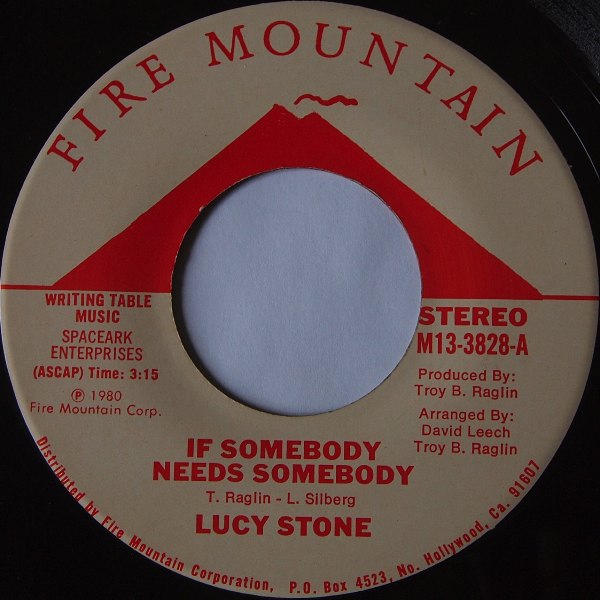 FIRE MOUNTAIN
WRITING TABLE
MUSIC
SPACEARK
ENTERPRISES
(ASCAP) Time: 3:15
Ⓟ 1980
Fire Mountain Corp.
STEREO
M13-3828-A
Produced By:
Troy B. Raglin
Arranged By:
David Leech
Troy B. Raglin
IF SOMEBODY
NEEDS SOMEBODY
T. Raglin - L. Silberg
LUCY STONE
Distributed by Fire Mountain Corporation, P.O. Box 4523, No. Hollywood, Ca. 91607